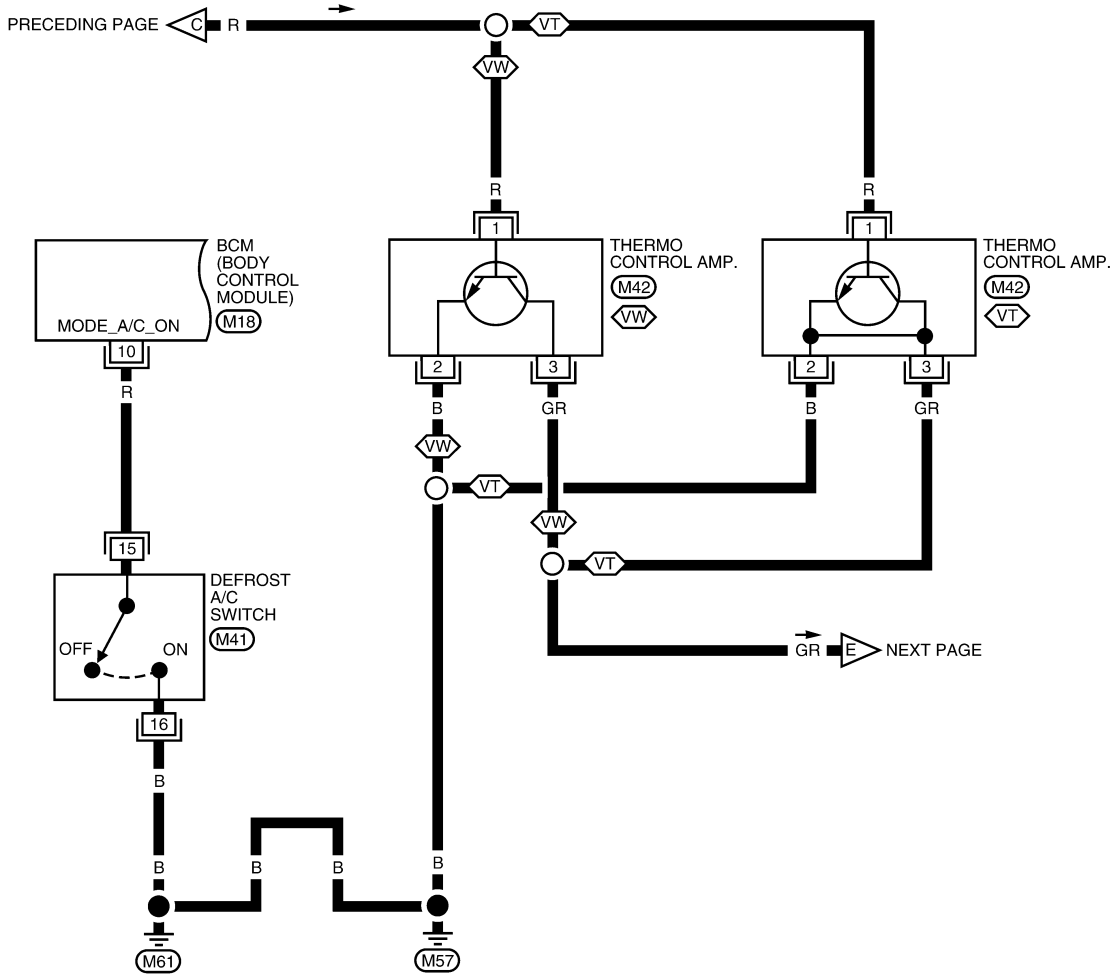 PRECEDING PAGE
C
R
VT
VW
R
R
1
1
BCM
(BODY
CONTROL
MODULE)
M18
MODE_A/C_ON
10
R
THERMO
CONTROL AMP.
M42
VW
THERMO
CONTROL AMP.
M42
VT
2
3
2
3
B
GR
B
GR
VW
VT
VW
VT
15
DEFROST
A/C
SWITCH
M41
OFF
ON
16
GR
E
NEXT PAGE
B
B
B
B
B
M61
M57